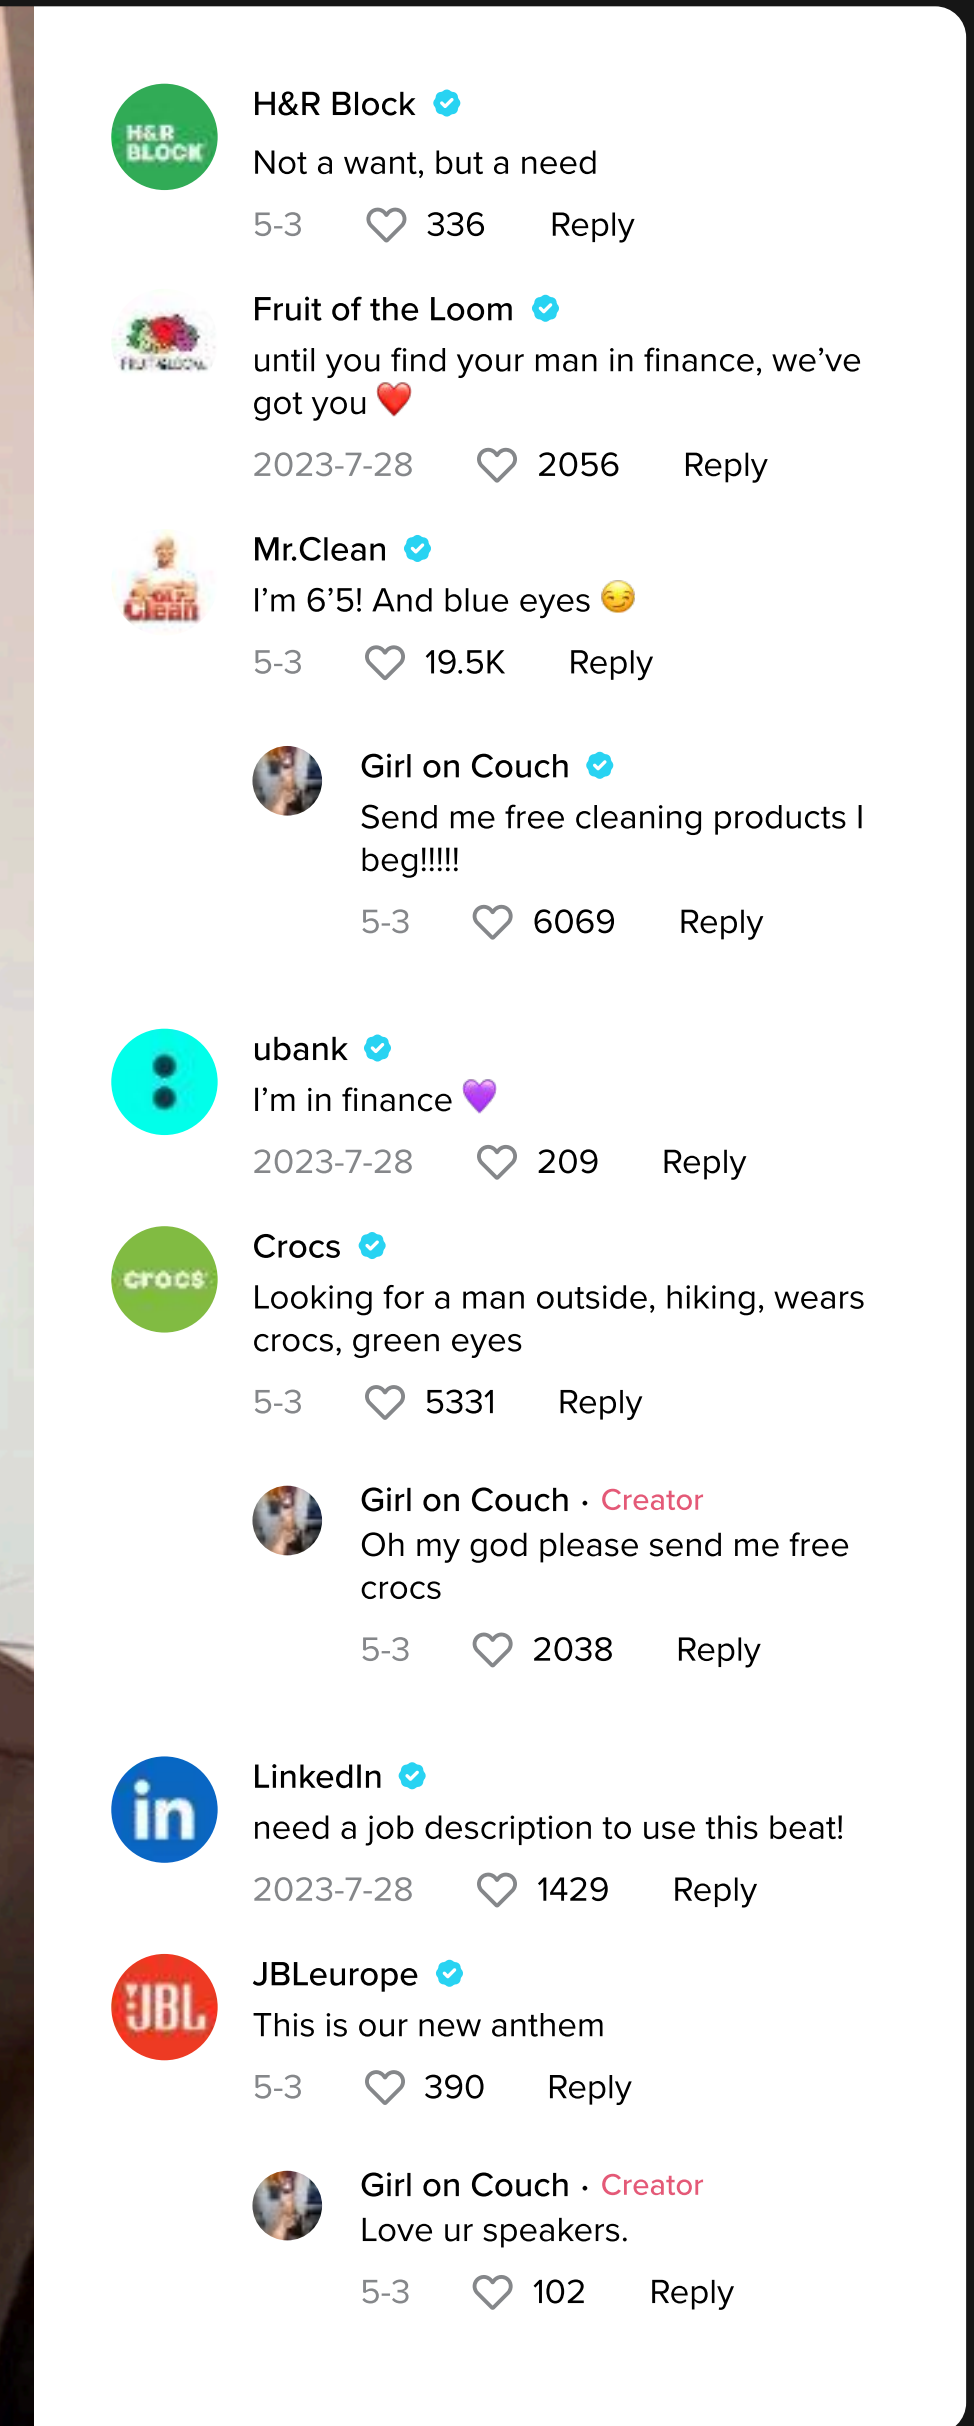 H&R Block
H&R
BLOCK
Not a want, but a need
5-3 336 Reply
Fruit of the Loom
until you find your man in finance, we’ve
got you ❤️
2023-7-28 2056 Reply
Mr.Clean
Clean
I’m 6’5! And blue eyes 😏
5-3 19.5K Reply
Girl on Couch
Send me free cleaning products I
beg!!!!!
5-3 6069 Reply
ubank
I’m in finance 💜
2023-7-28 209 Reply
Crocs
crocs
Looking for a man outside, hiking, wears
crocs, green eyes
5-3 5331 Reply
Girl on Couch · Creator
Oh my god please send me free
crocs
5-3 2038 Reply
LinkedIn
in
need a job description to use this beat!
2023-7-28 1429 Reply
JBLeurope
JBL
This is our new anthem
5-3 390 Reply
Girl on Couch · Creator
Love ur speakers.
5-3 102 Reply